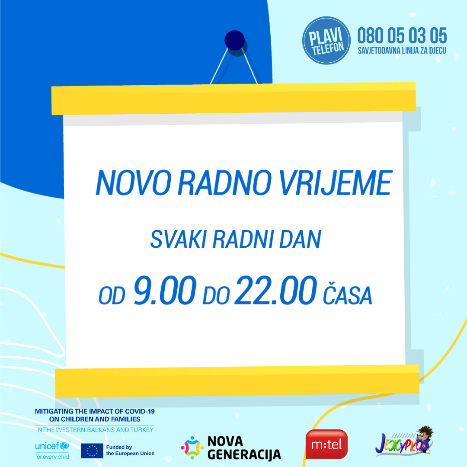 PLAVI
TELEFON
080 05 03 05
SAVJETODAVNA LINIJA ZA DJECU
NOVO RADNO VRIJEME
SVAKI RADNI DAN
OD 9.00 DO 22.00 ČASA
MITIGATING THE IMPACT OF COVID-19
ON CHILDREN AND FAMILIES
IN THE WESTERN BALKANS AND TURKEY
unicef
for every child
Funded by
the European Union
NOVA
GENERACIJA
m:tel